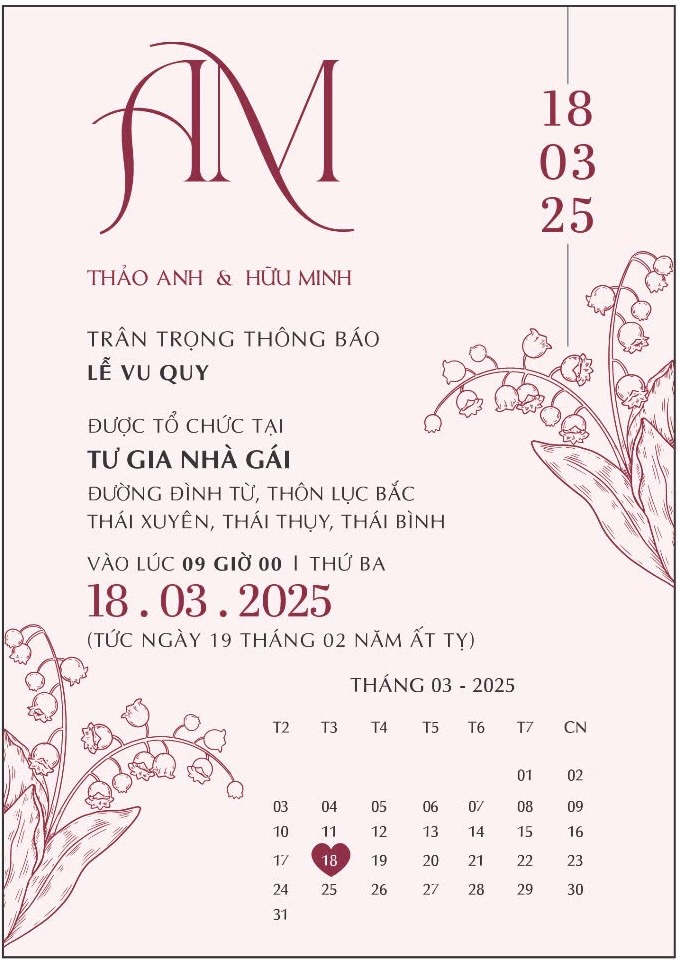 AM
18
03
25
THẢO ANH & HỮU MINH
TRÂN TRỌNG THÔNG BÁO
LỄ VU QUY
ĐƯỢC TỔ CHỨC TẠI
TƯ GIA NHÀ GÁI
ĐƯỜNG ĐÌNH TỪ, THÔN LỤC BẮC
THÁI XUYÊN, THÁI THỤY, THÁI BÌNH
VÀO LÚC 09 GIỜ 00 | THỨ BA
18 . 03 . 2025
(TỨC NGÀY 19 THÁNG 02 NĂM ẤT TỴ)
THÁNG 03 - 2025
T2 T3 T4 T5 T6 T7 CN
01 02
03 04 05 06 07 08 09
10 11 12 13 14 15 16
17 18 19 20 21 22 23
24 25 26 27 28 29 30
31